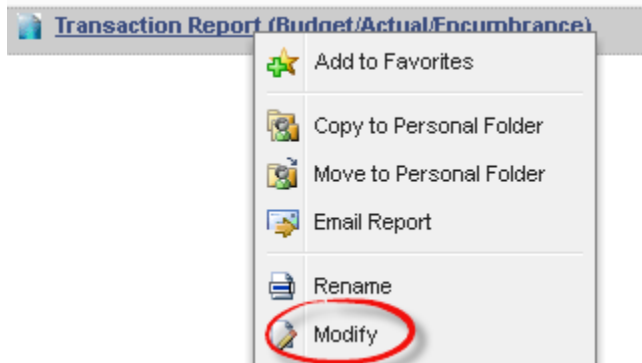 Transaction Report (Budget/Actual/Encumbrance)
Add to Favorites
Copy to Personal Folder
Move to Personal Folder
Email Report
Rename
Modify